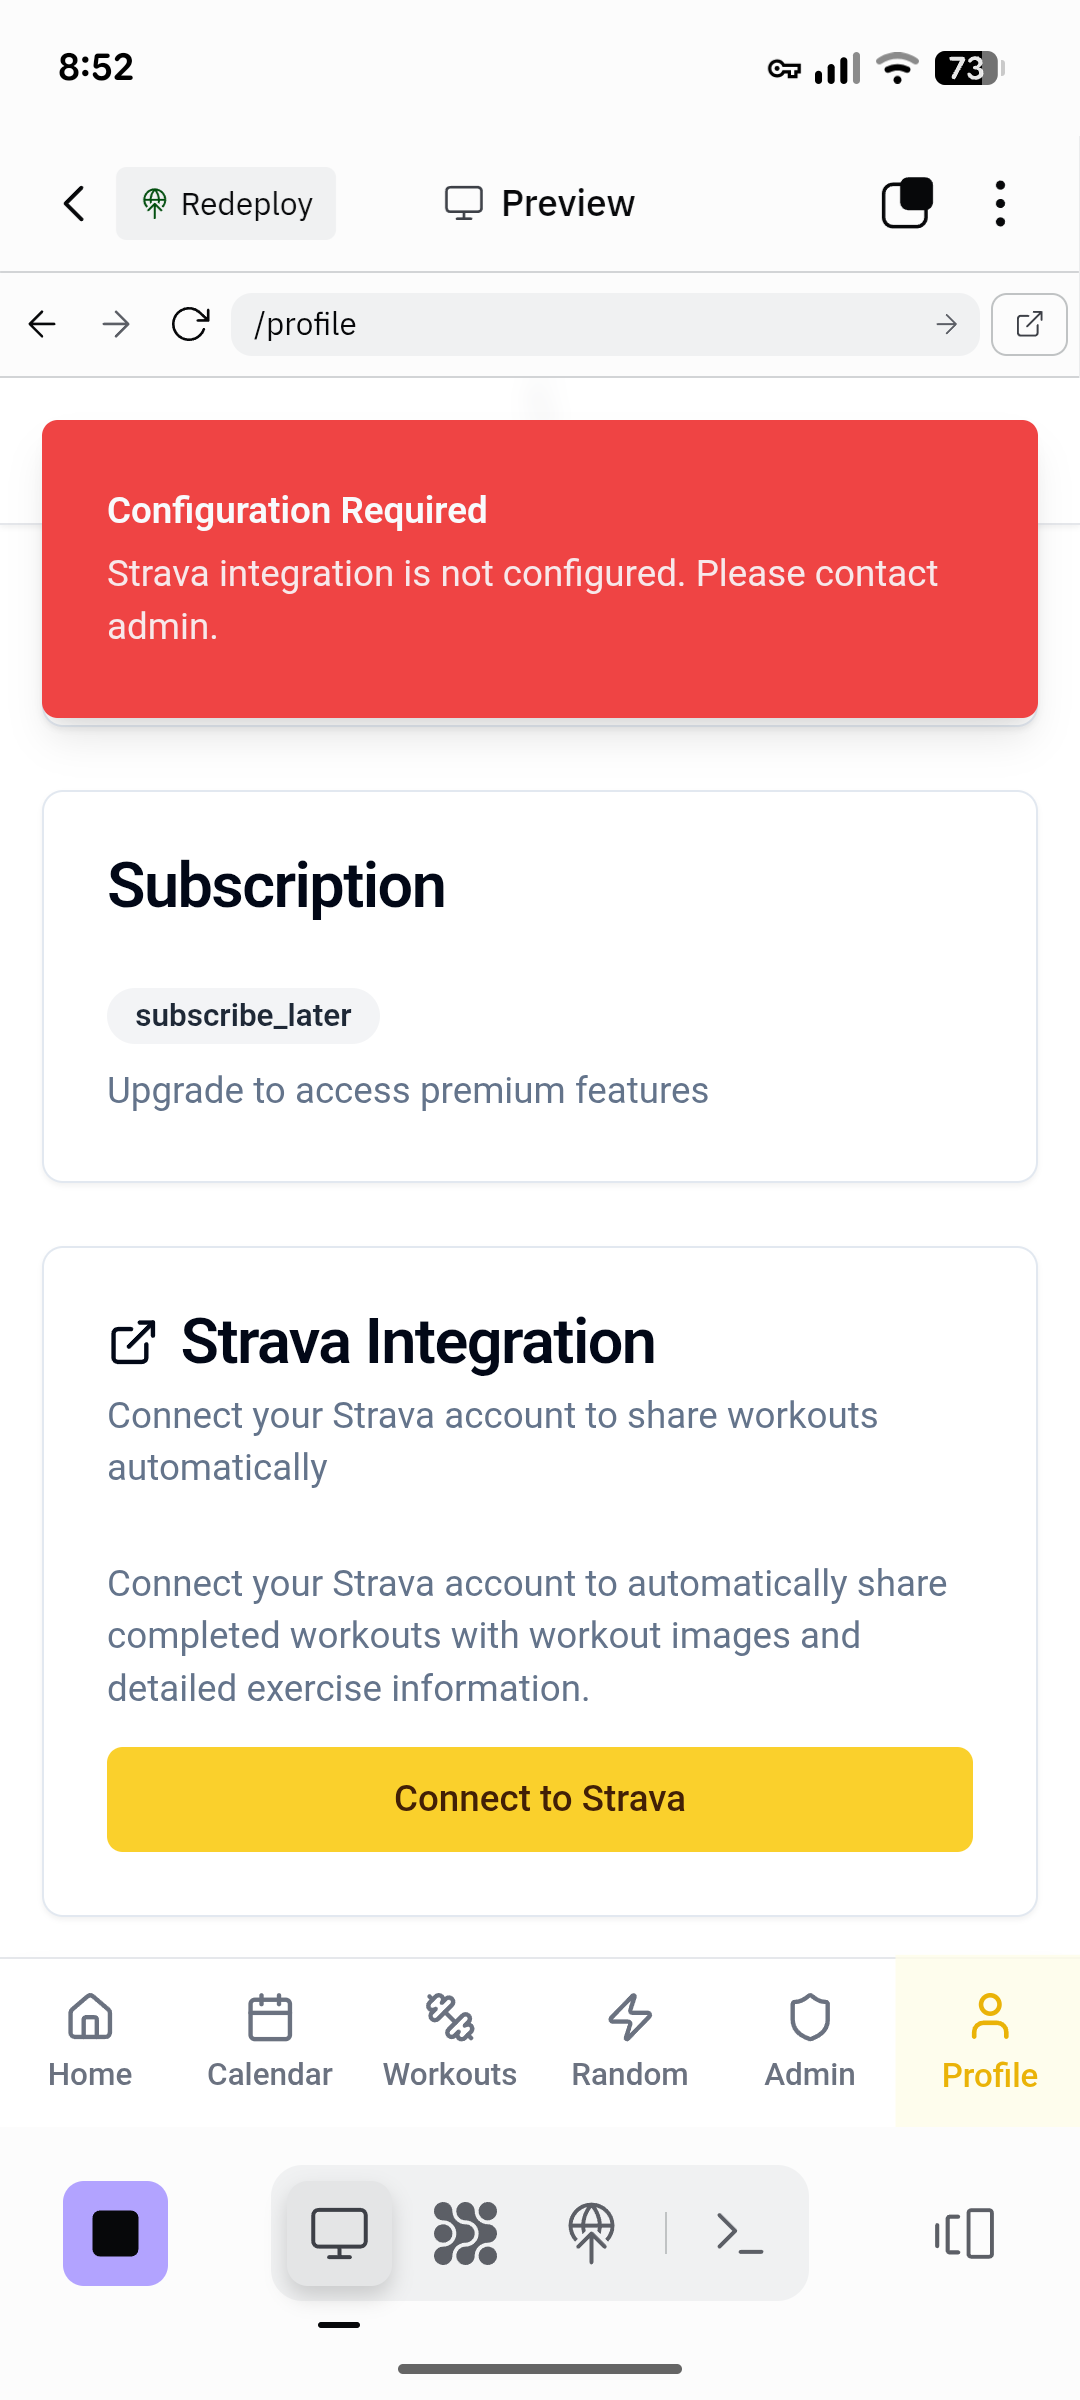 8:52
73
Redeploy
Preview
/profile
Configuration Required
Strava integration is not configured. Please contact
admin.
Subscription
subscribe_later
Upgrade to access premium features
Strava Integration
Connect your Strava account to share workouts
automatically
Connect your Strava account to automatically share
completed workouts with workout images and
detailed exercise information.
Connect to Strava
Home
Calendar
Workouts
Random
Admin
Profile